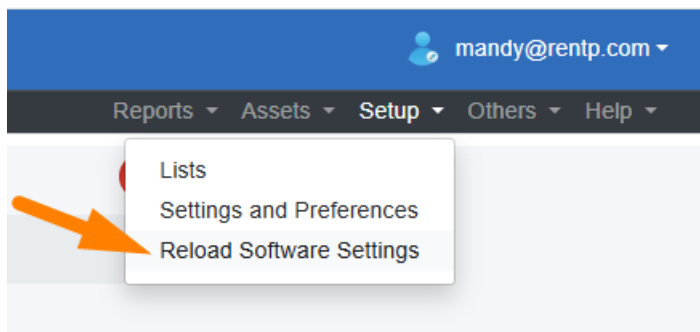 mandy@rentp.com
Reports Assets Setup Others Help
Lists
Settings and Preferences
Reload Software Settings